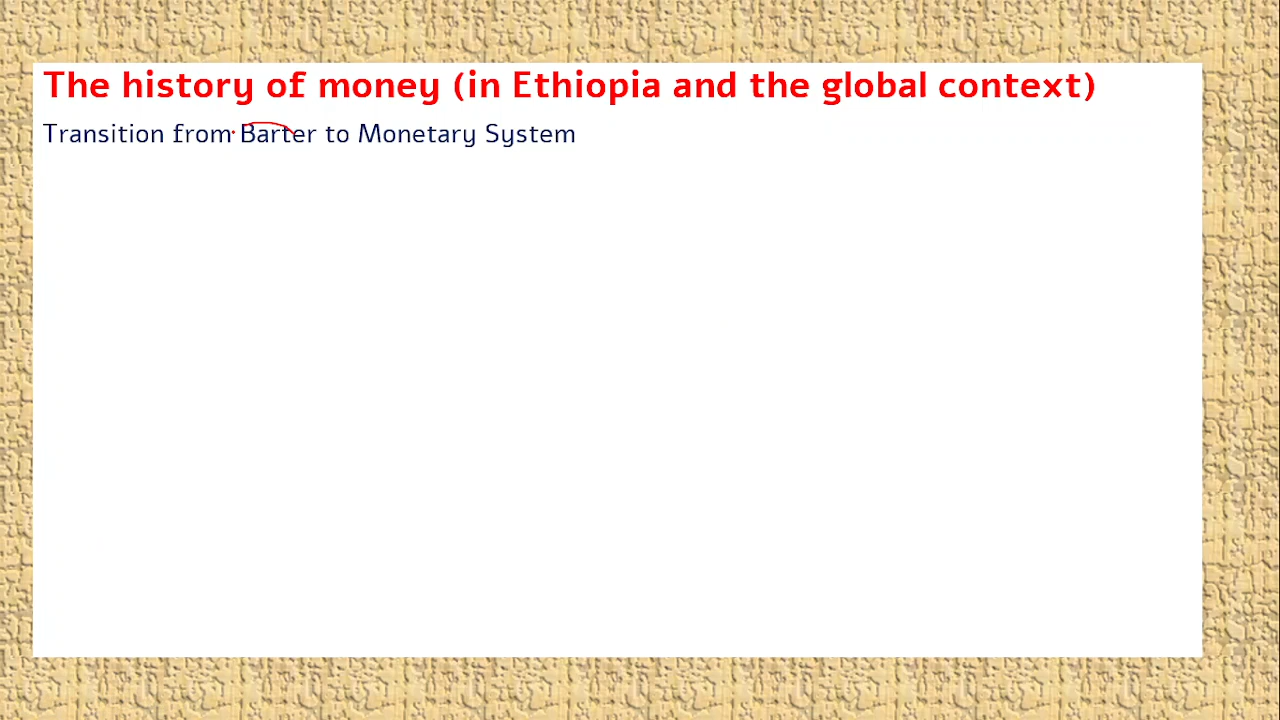 The history of money (in Ethiopia and the global context)
Transition from Barter to Monetary System